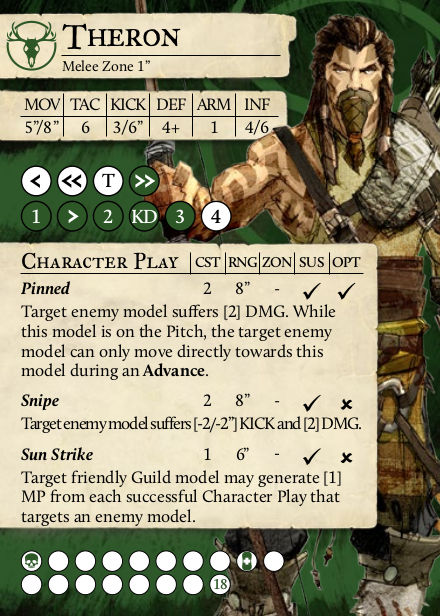 THERON
Melee Zone 1”
MOV TAC KICK DEF ARM INF
5”/8” 6 3/6” 4+ 1 4/6
< << T >>
1 > 2 KD 3 4
CHARACTER PLAY CST RNG ZON SUS OPT
Pinned 2 8” - ✓ ✓
Target enemy model suffers [2] DMG. While
this model is on the Pitch, the target enemy
model can only move directly towards this
model during an Advance.
Snipe 2 8” - ✓ ✗
Target enemy model suffers [-2/-2”] KICK and [2] DMG.
Sun Strike 1 6” - ✓ ✗
Target friendly Guild model may generate [1]
MP from each successful Character Play that
targets an enemy model.
18